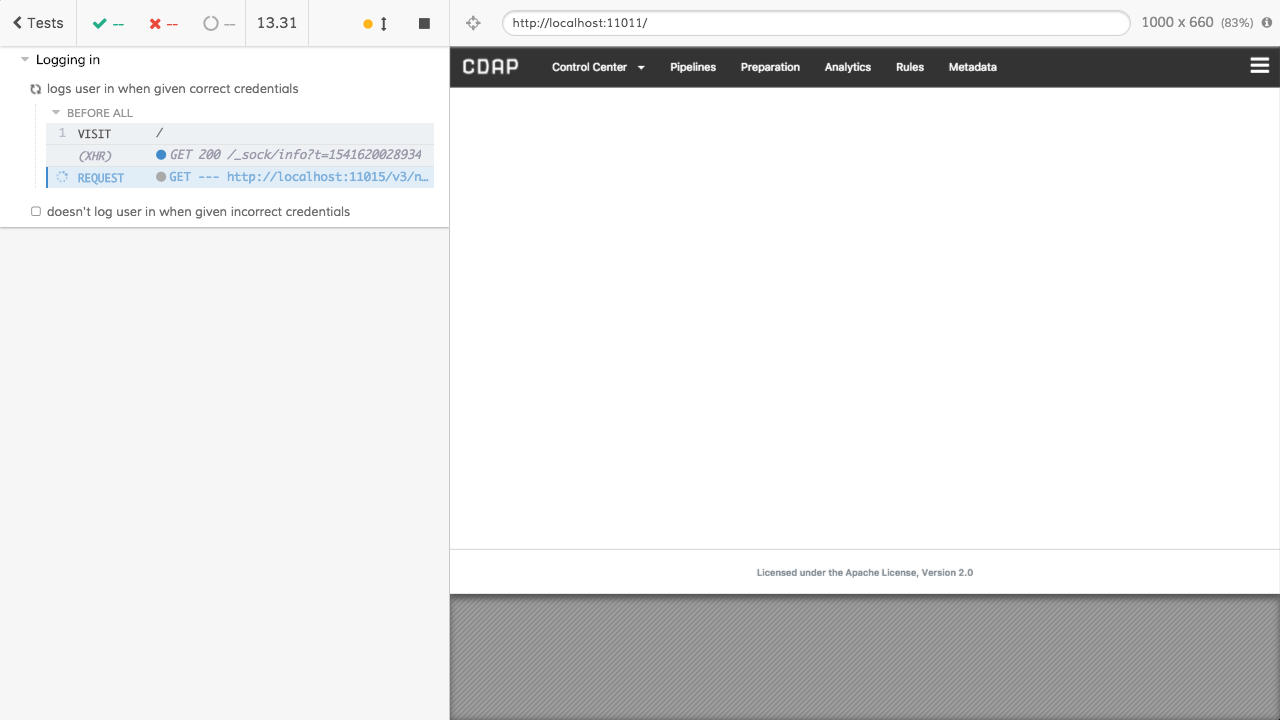 Tests
--
--
--
13.31
http://localhost:11011/
1000 x 660 (83%)
Logging in
logs user in when given correct credentials
BEFORE ALL
1 VISIT /
(XHR) GET 200 /_sock/info?t=1541620028934
REQUEST GET --- http://localhost:11015/v3/n…
doesn't log user in when given incorrect credentials
CDAP Control Center Pipelines Preparation Analytics Rules Metadata
Licensed under the Apache License, Version 2.0